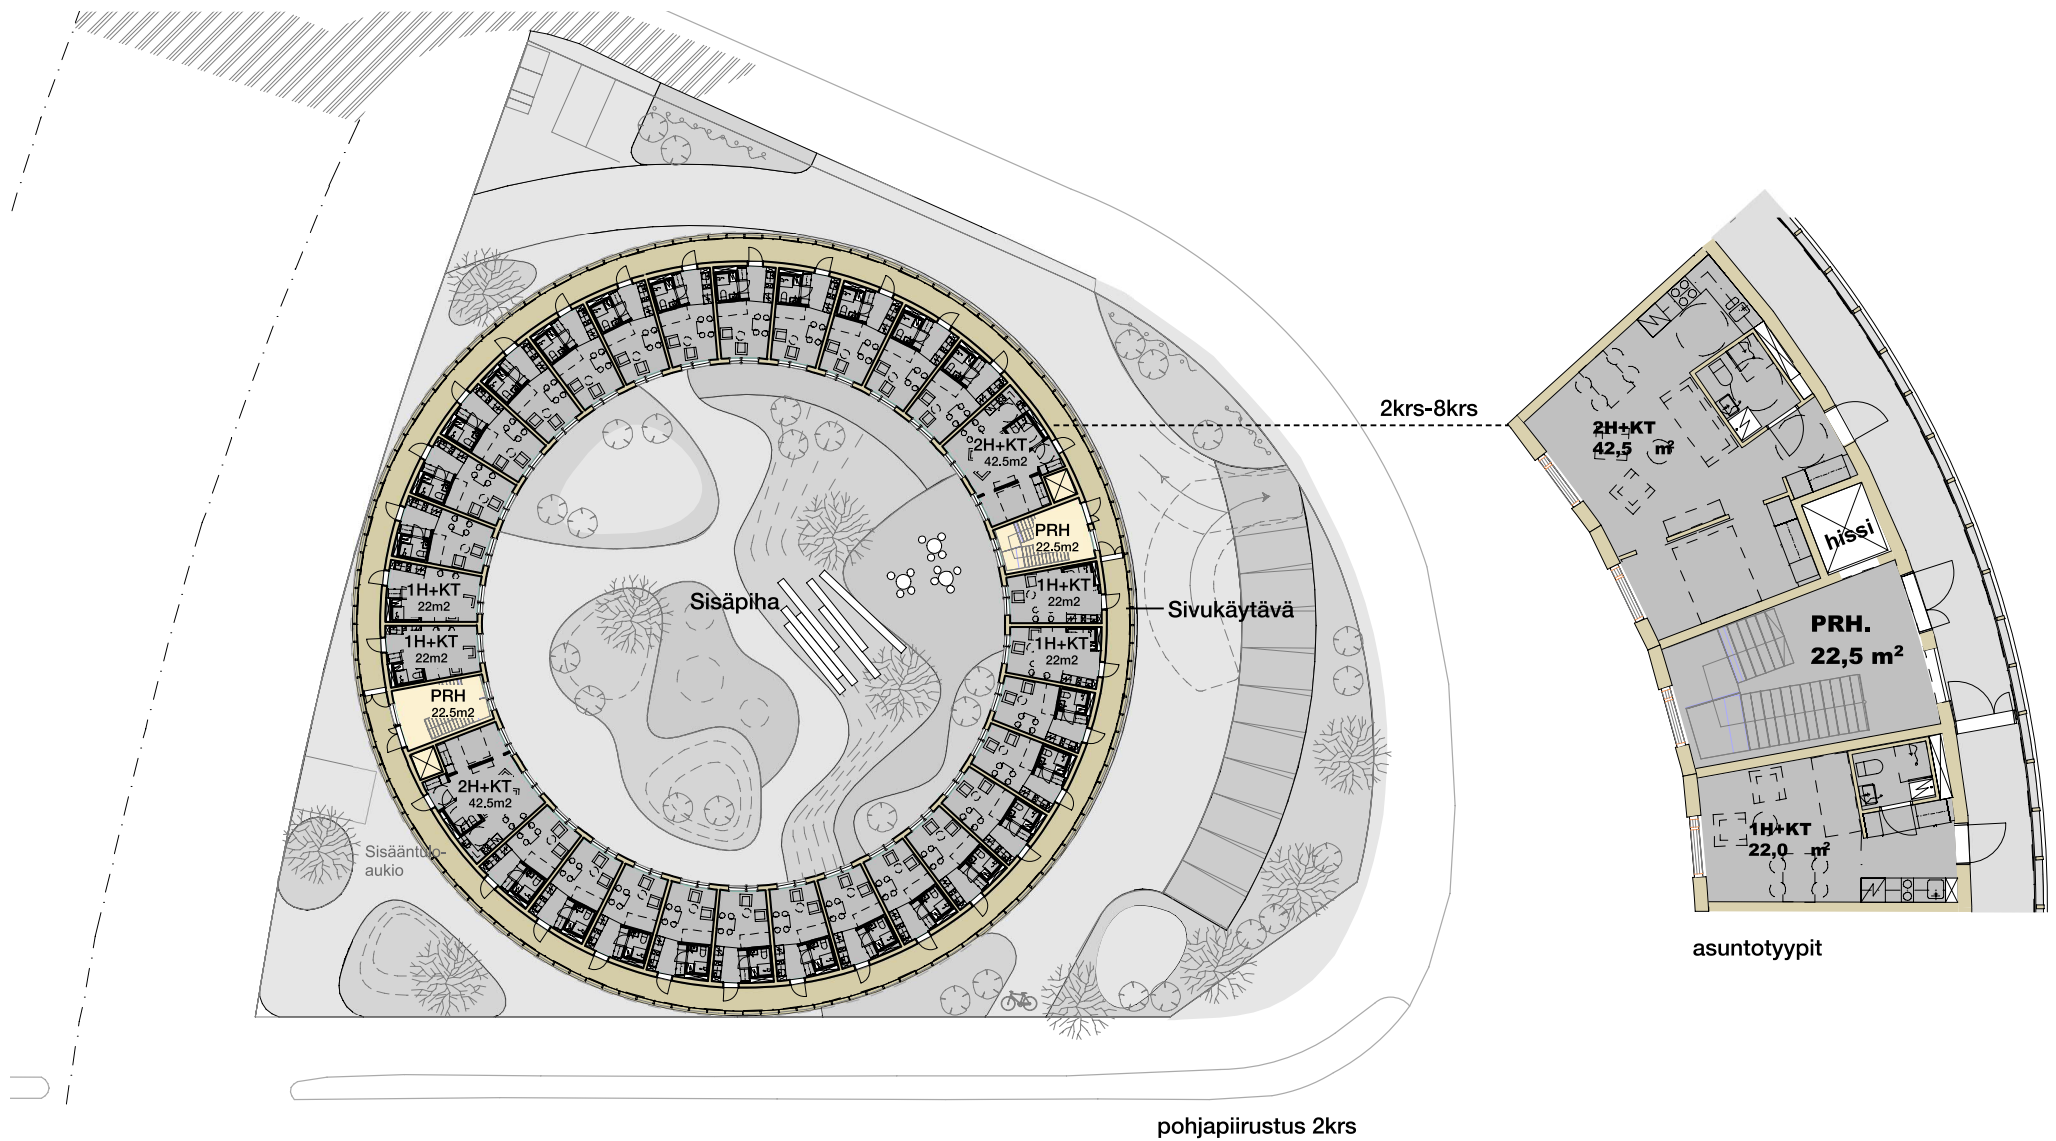 2krs-8krs
2H+KT
42.5m2
PRH
22.5m2
1H+KT
22m2
1H+KT
22m2
1H+KT
22m2
1H+KT
22m2
PRH
22.5m2
2H+KT
42.5m2
Sisäpiha
Sivukäytävä
Sisääntulo-
aukio
2H+KT
42,5 m²
hissi
PRH.
22,5 m²
1H+KT
22,0 m²
asuntotyypit
pohjapiirustus 2krs